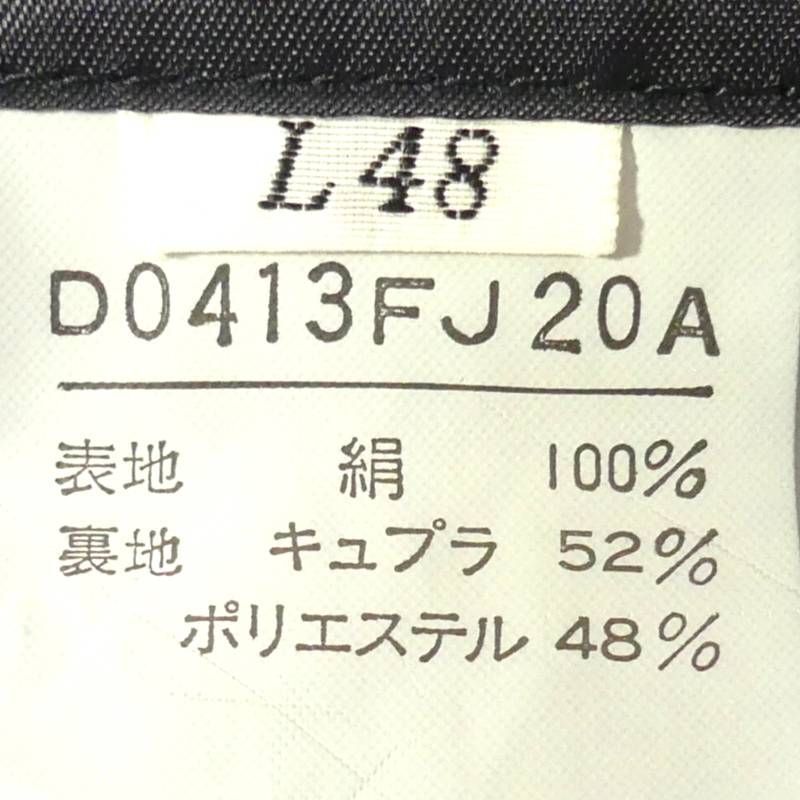 L48
D0413FJ20A
表地 絹 100%
裏地 キュプラ 52%
ポリエステル 48%